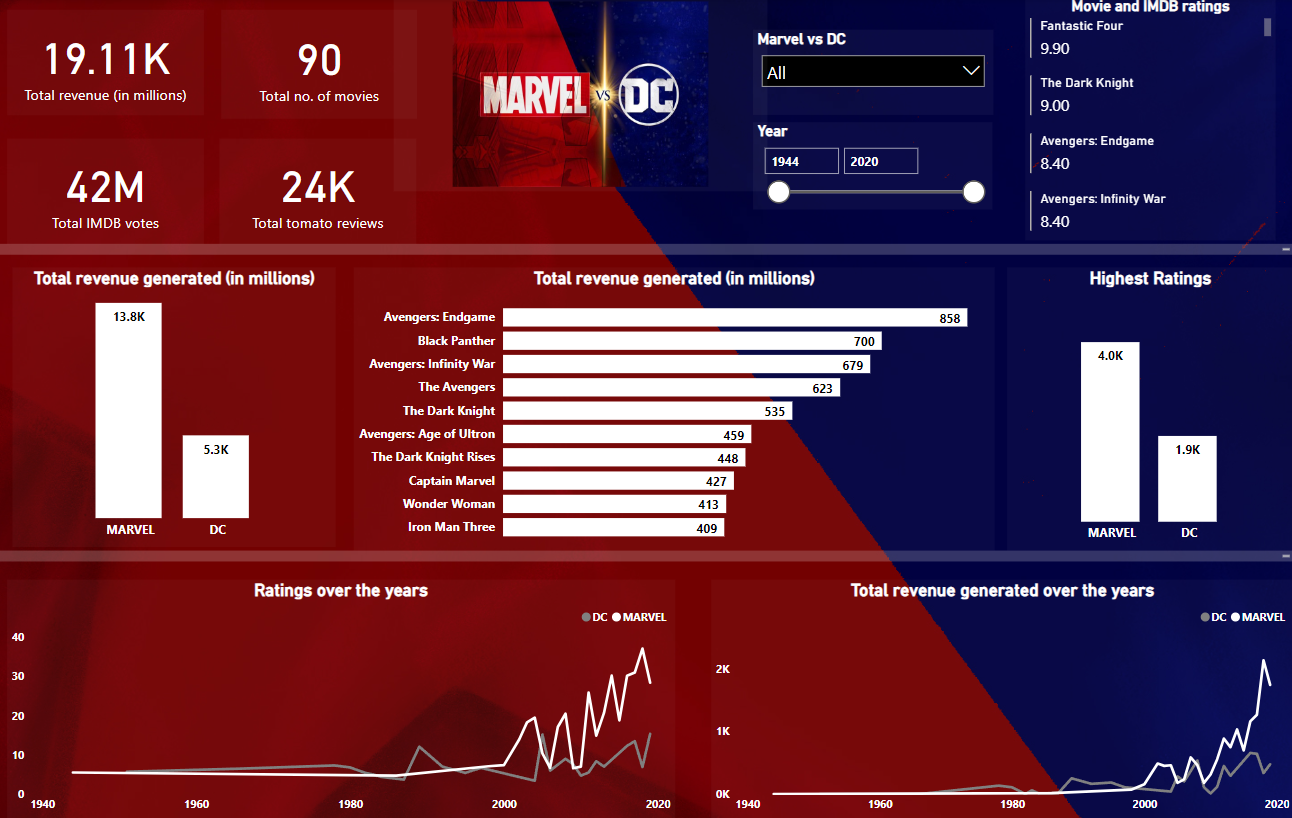 19.11K
Total revenue (in millions)
90
Total no. of movies
42M
Total IMDB votes
24K
Total tomato reviews
MARVEL VS DC
Marvel vs DC
All
Year
1944 2020
Movie and IMDB ratings
Fantastic Four
9.90
The Dark Knight
9.00
Avengers: Endgame
8.40
Avengers: Infinity War
8.40
Total revenue generated (in millions)
13.8K
5.3K
MARVEL DC
Total revenue generated (in millions)
Avengers: Endgame 858
Black Panther 700
Avengers: Infinity War 679
The Avengers 623
The Dark Knight 535
Avengers: Age of Ultron 459
The Dark Knight Rises 448
Captain Marvel 427
Wonder Woman 413
Iron Man Three 409
Highest Ratings
4.0K
1.9K
MARVEL DC
Ratings over the years
DC MARVEL
40
30
20
10
0
1940 1960 1980 2000 2020
Total revenue generated over the years
DC MARVEL
2K
1K
0K
1940 1960 1980 2000 2020